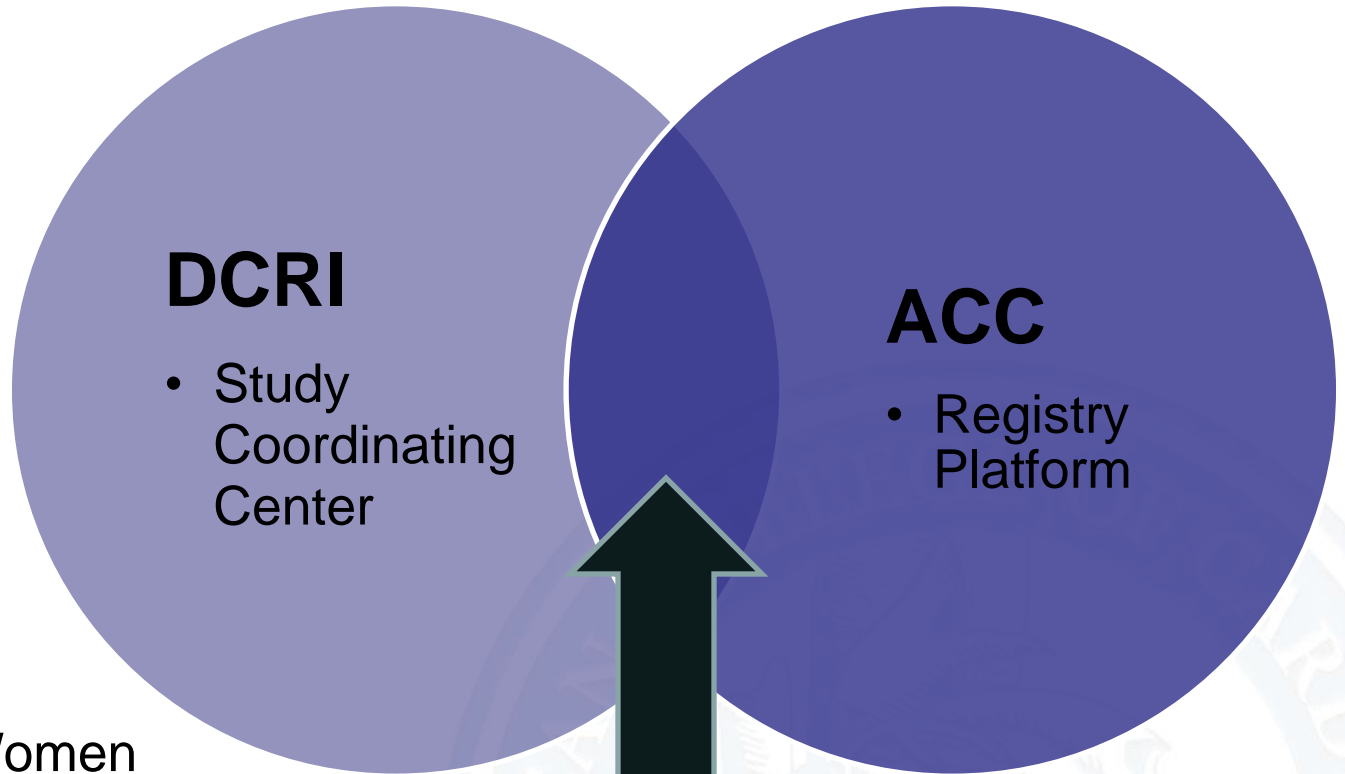 DCRI
• Study
Coordinating
Center
ACC
• Registry
Platform